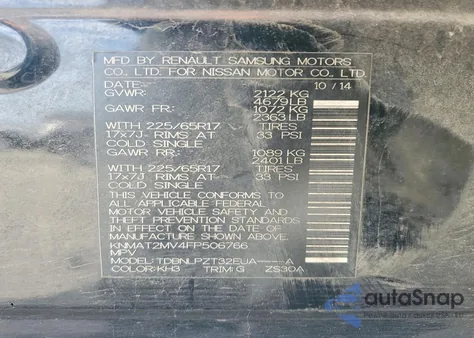 MFD BY RENAULT SAMSUNG MOTORS
CO., LTD. FOR NISSAN MOTOR CO., LTD.
DATE: 10/14
GVWR: 2122 KG
4679LB
GAWR FR: 1072 KG
2363LB
WITH 225/65R17 TIRES
17x7J- RIMS AT 33 PSI
COLD SINGLE
GAWR RR: 1089 KG
2401LB
WITH 225/65R17 TIRES
17x7J- RIMS AT 33 PSI
COLD SINGLE
THIS VEHICLE CONFORMS TO
ALL APPLICABLE FEDERAL
MOTOR VEHICLE SAFETY AND
THEFT PREVENTION STANDARDS
IN EFFECT ON THE DATE OF
MANUFACTURE SHOWN ABOVE
KNMAT2MV4FP506766
MPV
MODEL: TDBNLPZT32EUA-----A
COLOR: KH3 TRIM: G ZS30A
autoSnap